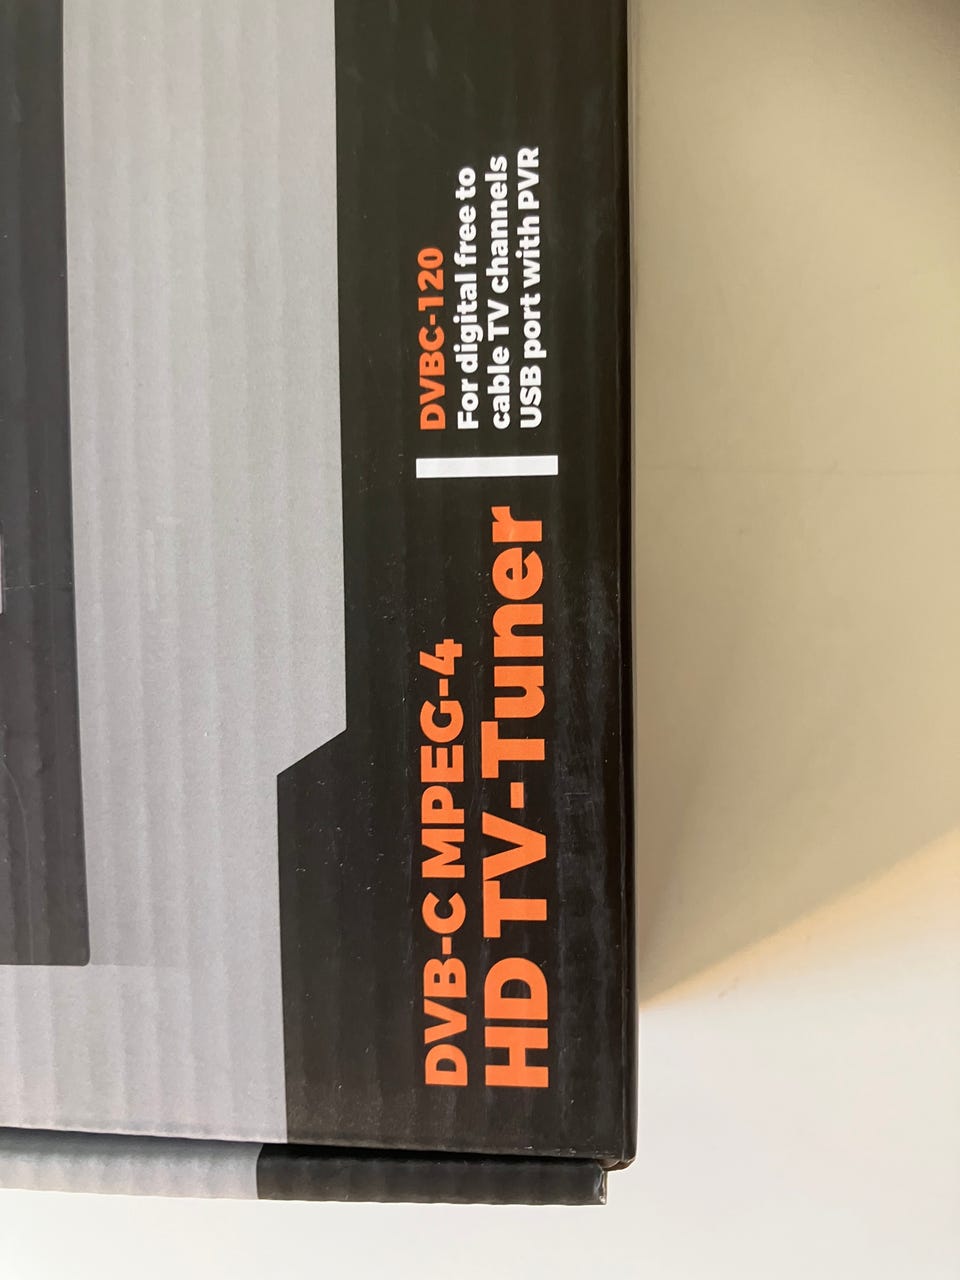 DVB-C MPEG-4
HD TV-Tuner
DVBC-120
For digital free to
cable TV channels
USB port with PVR